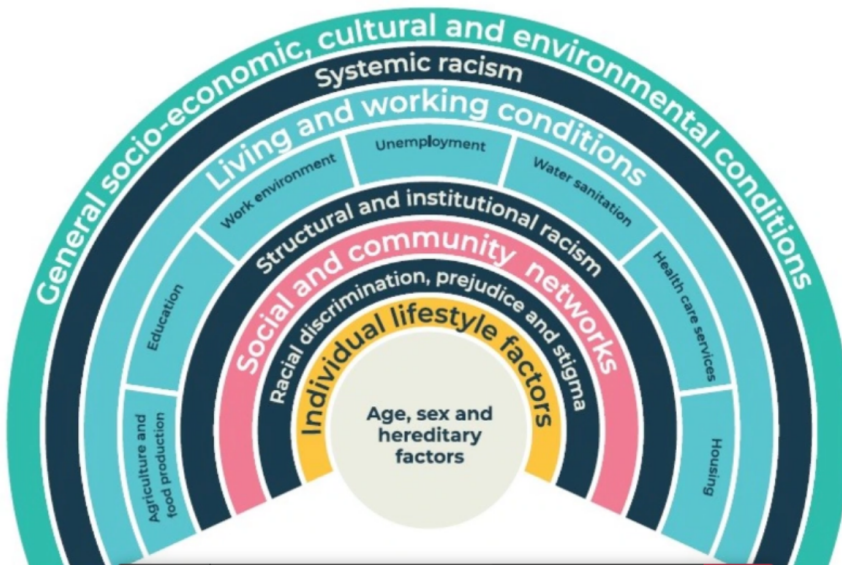 General socio-economic, cultural and environmental conditions
Systemic racism
Living and working conditions
Agriculture and
food production
Education
Work environment
Unemployment
Water sanitation
Health care services
Housing
Structural and institutional racism
Social and community networks
Racial discrimination, prejudice and stigma
Individual lifestyle factors
Age, sex and
hereditary
factors